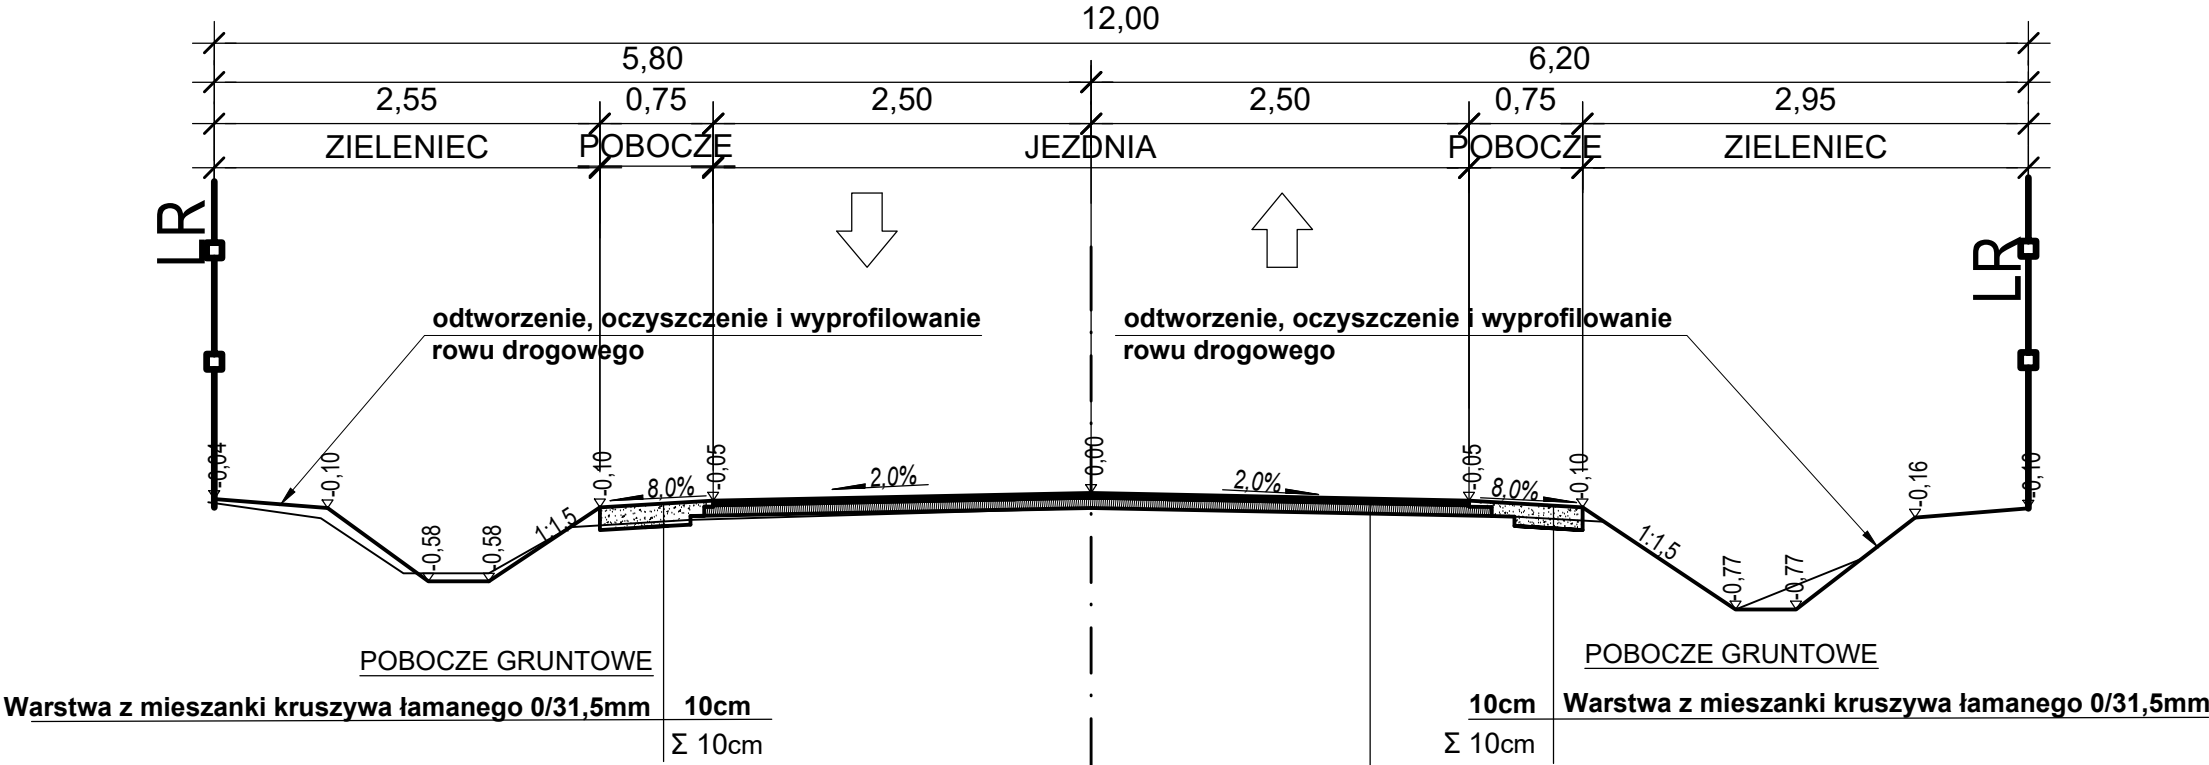 12,00
5,80 6,20
2,55 0,75 2,50 2,50 0,75 2,95
ZIELENIEC POBOCZE JEZDNIA POBOCZE ZIELENIEC
LR LR
odtworzenie, oczyszczenie i wyprofilowanie
rowu drogowego
odtworzenie, oczyszczenie i wyprofilowanie
rowu drogowego
-0,04 -0,10 -0,58 -0,58 1:1,5 -0,10 8,0% -0,05 2,0% 0,00 2,0% -0,05 8,0% -0,10 1:1,5 -0,77 -0,77 -0,16 -0,10
POBOCZE GRUNTOWE
Warstwa z mieszanki kruszywa łamanego 0/31,5mm 10cm
Σ 10cm
POBOCZE GRUNTOWE
10cm Warstwa z mieszanki kruszywa łamanego 0/31,5mm
Σ 10cm